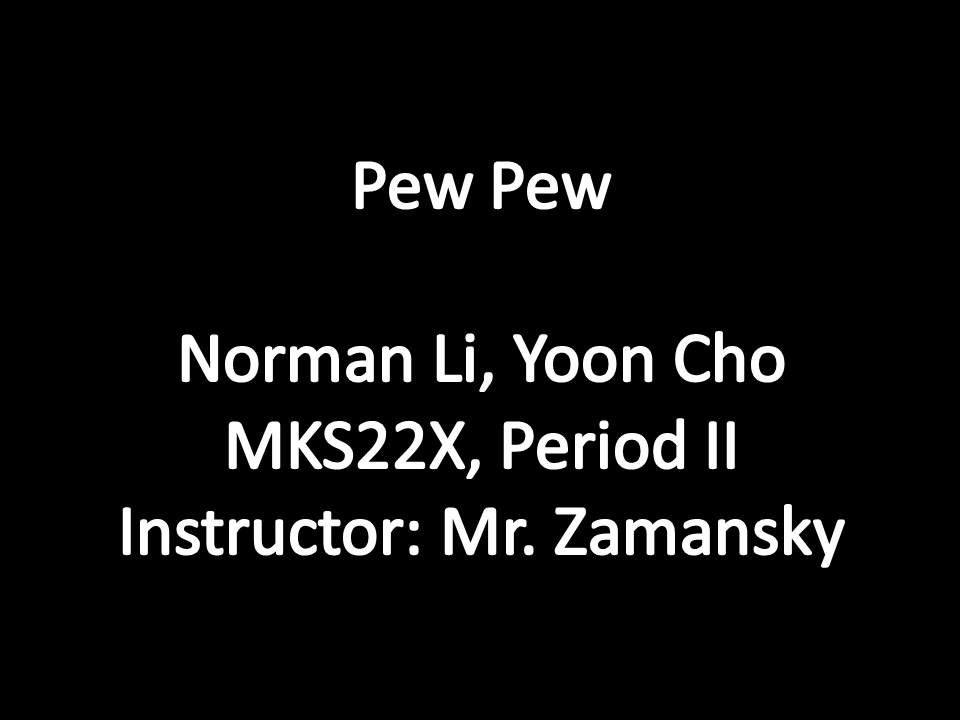 Pew Pew
Norman Li, Yoon Cho
MKS22X, Period II
Instructor: Mr. Zamansky